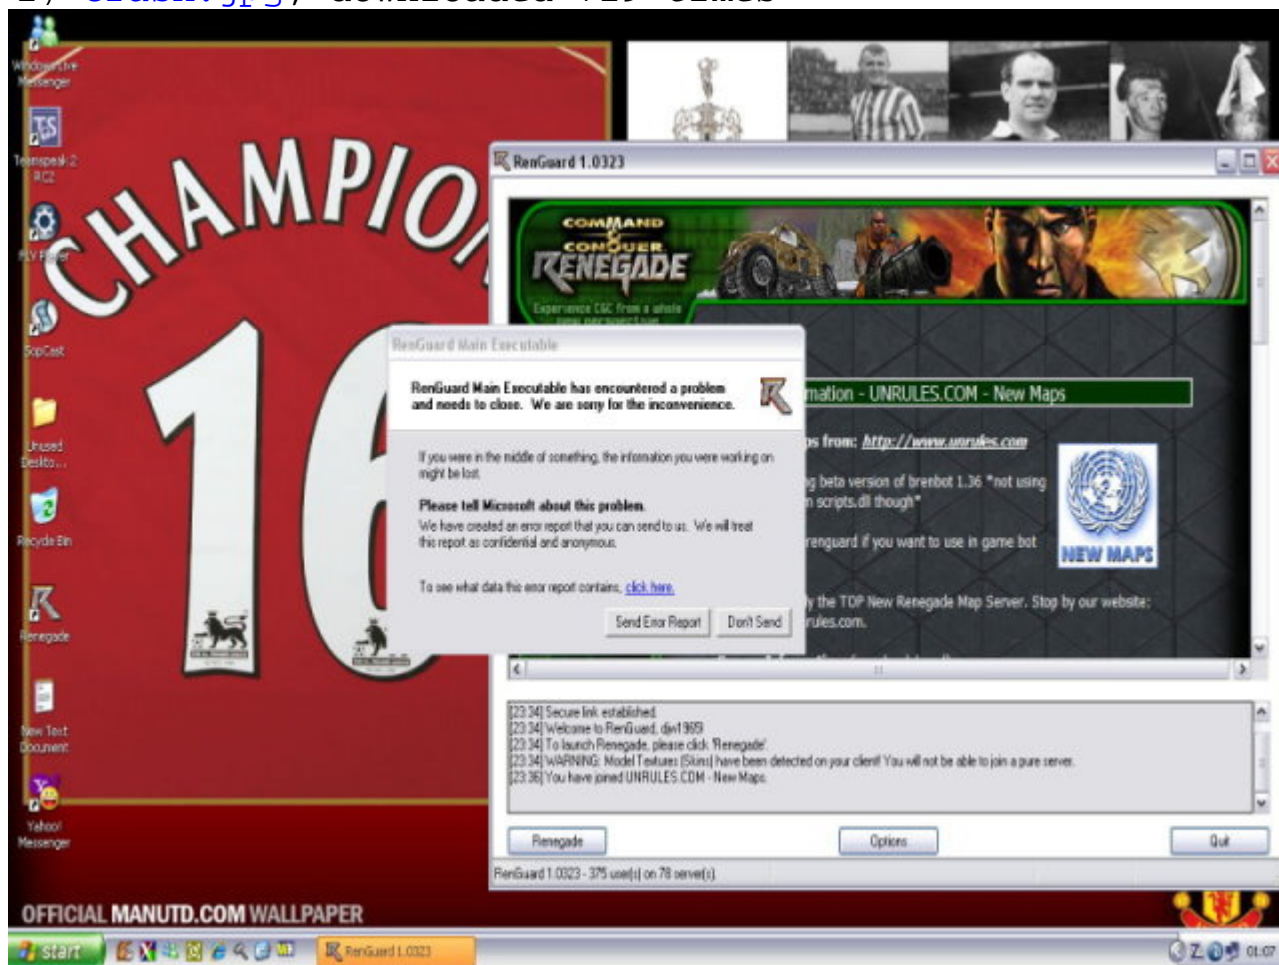 Windows Live
Messenger
Teamspeak 2
RC2
FLV Player
SopCast
Unused
Deskto...
Recycle Bin
Renegade
New Text
Document
Yahoo!
Messenger
CHAMPION
16
RenGuard 1.0323
COMMAND
&
CONQUER
RENEGADE
Experience C&C from a whole
new perspective
mation - UNRULES.COM - New Maps
ps from: http://www.unrules.com
g beta version of brenbot 1.36 *not using
n scripts.dll though*
renguard if you want to use in game bot
NEW MAPS
y the TOP New Renegade Map Server. Stop by our website:
rules.com.
RenGuard Main Executable
RenGuard Main Executable has encountered a problem
and needs to close. We are sorry for the inconvenience.
If you were in the middle of something, the information you were working on
might be lost.
Please tell Microsoft about this problem.
We have created an error report that you can send to us. We will treat
this report as confidential and anonymous.
To see what data this error report contains, click here.
Send Error Report
Don't Send
[23:34] Secure link established.
[23:34] Welcome to RenGuard, djw1965!
[23:34] To launch Renegade, please click 'Renegade'.
[23:34] WARNING: Model Textures (Skins) have been detected on your client! You will not be able to join a pure server.
[23:36] You have joined UNRULES.COM - New Maps.
Renegade
Options
Quit
RenGuard 1.0323 - 375 user(s) on 78 server(s).
OFFICIAL MANUTD.COM WALLPAPER
start
RenGuard 1.0323
01:07